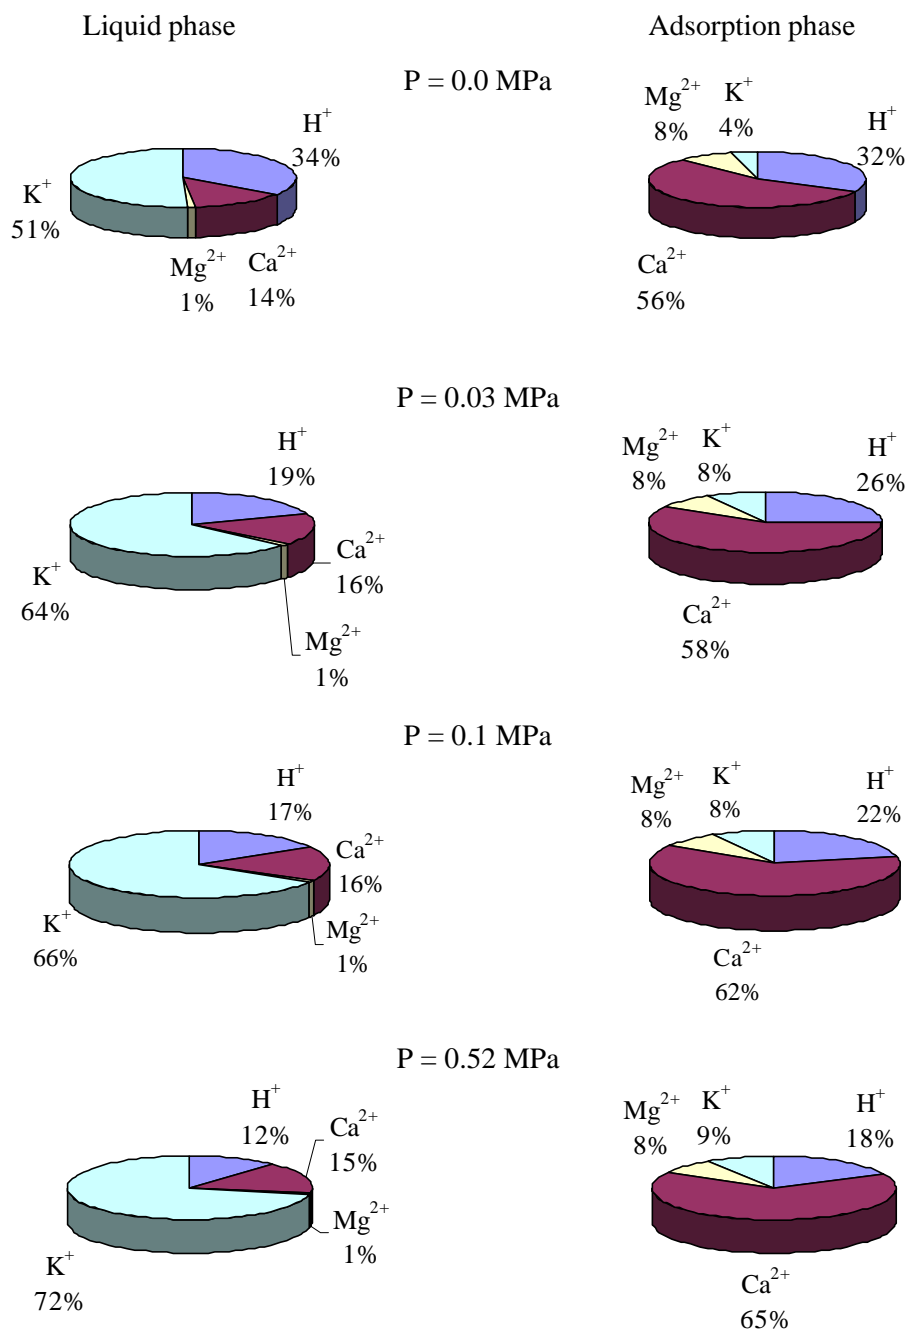 Liquid phase
Adsorption phase
P = 0.0 MPa
H⁺
34%
K⁺
51%
Mg²⁺
1%
Ca²⁺
14%
Mg²⁺
8%
K⁺
4%
H⁺
32%
Ca²⁺
56%
P = 0.03 MPa
H⁺
19%
Ca²⁺
16%
K⁺
64%
Mg²⁺
1%
Mg²⁺
8%
K⁺
8%
H⁺
26%
Ca²⁺
58%
P = 0.1 MPa
H⁺
17%
Ca²⁺
16%
K⁺
66%
Mg²⁺
1%
Mg²⁺
8%
K⁺
8%
H⁺
22%
Ca²⁺
62%
P = 0.52 MPa
H⁺
12%
Ca²⁺
15%
Mg²⁺
1%
K⁺
72%
Mg²⁺
8%
K⁺
9%
H⁺
18%
Ca²⁺
65%